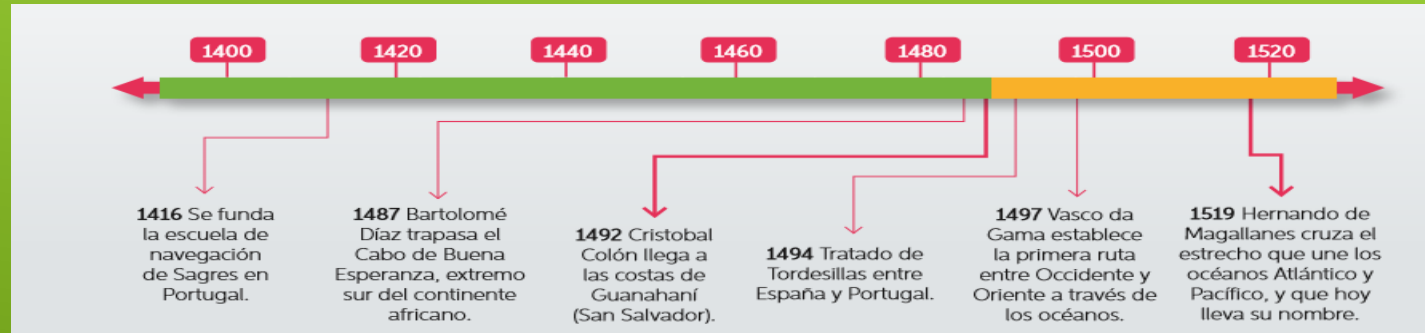 1400 1420 1440 1460 1480 1500 1520
1416 Se funda
la escuela de
navegación
de Sagres en
Portugal.
1487 Bartolomé
Díaz trapasa el
Cabo de Buena
Esperanza, extremo
sur del continente
africano.
1492 Cristobal
Colón llega a
las costas de
Guanahaní
(San Salvador).
1494 Tratado de
Tordesillas entre
España y Portugal.
1497 Vasco da
Gama establece
la primera ruta
entre Occidente y
Oriente a través de
los océanos.
1519 Hernando de
Magallanes cruza el
estrecho que une los
océanos Atlántico y
Pacífico, y que hoy
lleva su nombre.